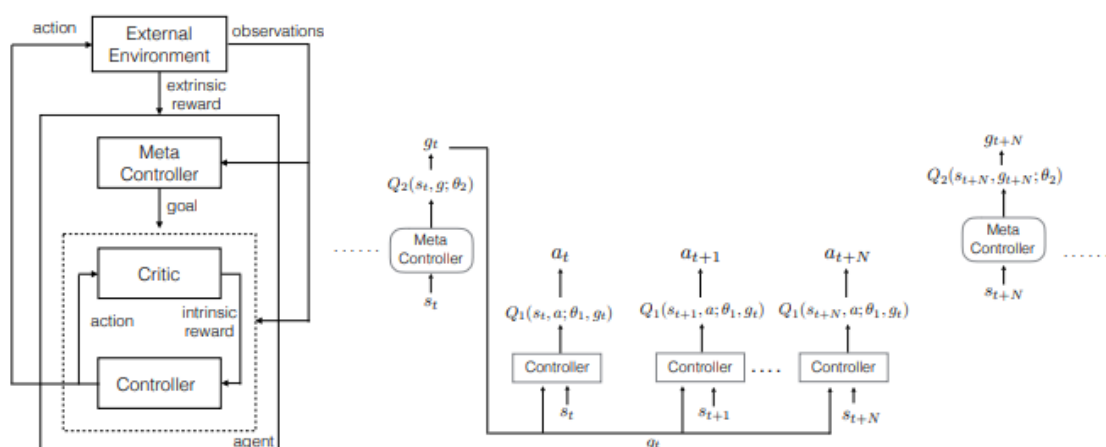 action
External
Environment
observations
extrinsic
reward
Meta
Controller
goal
Critic
action
intrinsic
reward
Controller
agent
g_t
Q_2(s_t, g; θ_2)
......
Meta
Controller
s_t
a_t
a_{t+1}
a_{t+N}
Q_1(s_t, a; θ_1, g_t)
Q_1(s_{t+1}, a; θ_1, g_t)
Q_1(s_{t+N}, a; θ_1, g_t)
Controller
Controller
....
Controller
s_t
s_{t+1}
s_{t+N}
g_t
g_{t+N}
Q_2(s_{t+N}, g_{t+N}; θ_2)
Meta
Controller
......
s_{t+N}